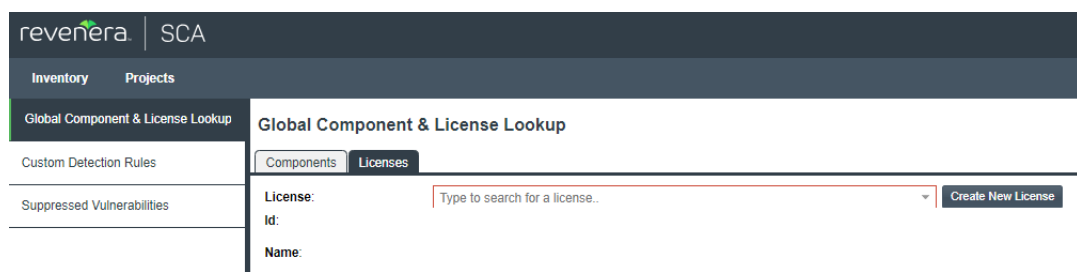 revenera. SCA
Inventory Projects
Global Component & License Lookup
Custom Detection Rules
Suppressed Vulnerabilities
Global Component & License Lookup
Components Licenses
License: Type to search for a license.. Create New License
Id:
Name: